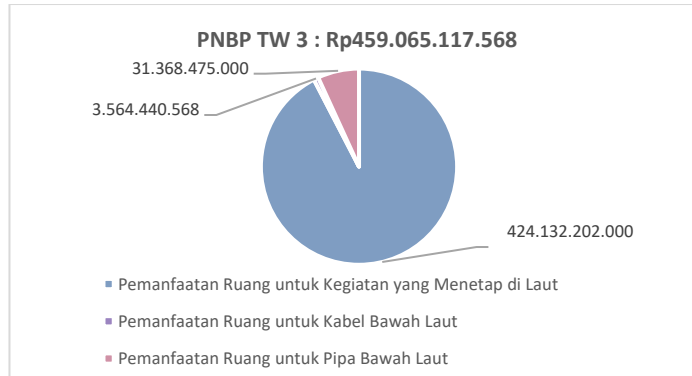 PNBP TW 3 : Rp459.065.117.568
31.368.475.000
3.564.440.568
424.132.202.000
Pemanfaatan Ruang untuk Kegiatan yang Menetap di Laut
Pemanfaatan Ruang untuk Kabel Bawah Laut
Pemanfaatan Ruang untuk Pipa Bawah Laut